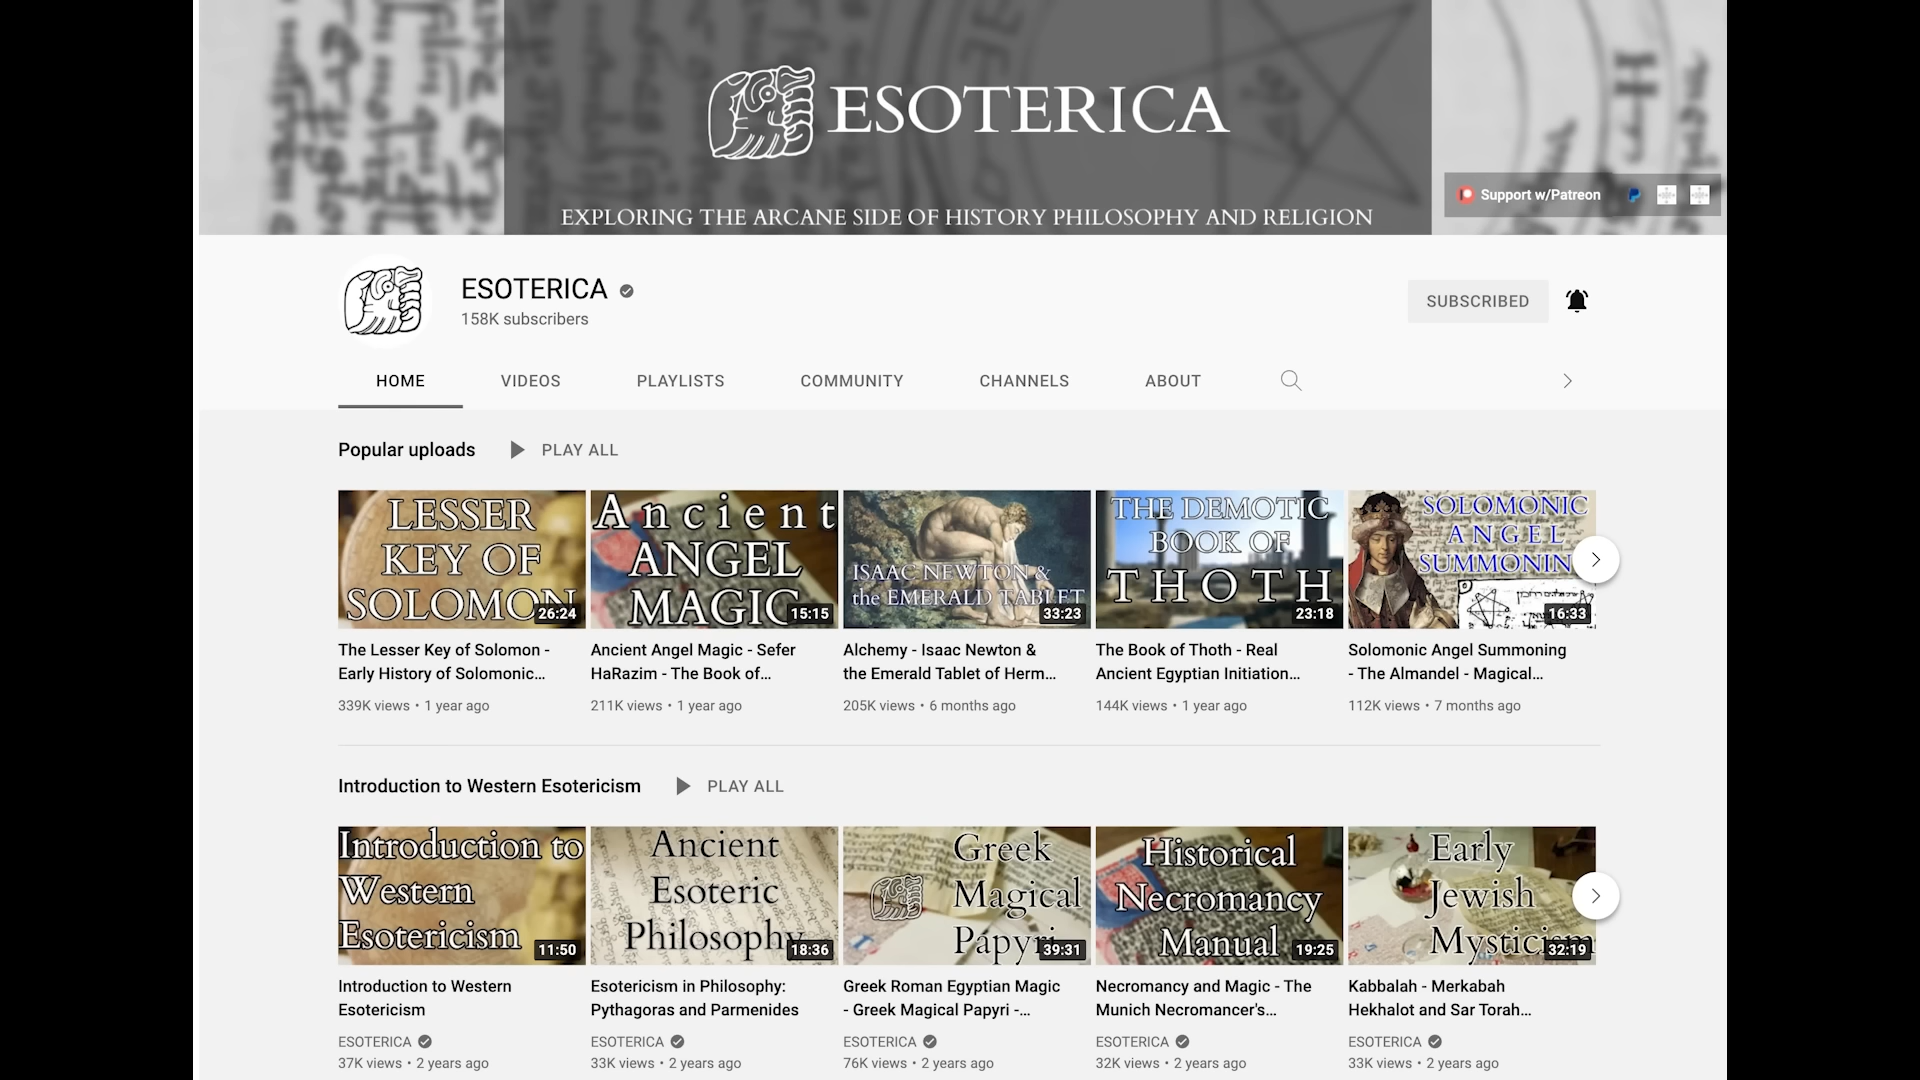 ESOTERICA
Support w/Patreon
EXPLORING THE ARCANE SIDE OF HISTORY PHILOSOPHY AND RELIGION
ESOTERICA
158K subscribers
SUBSCRIBED
HOME VIDEOS PLAYLISTS COMMUNITY CHANNELS ABOUT
Popular uploads PLAY ALL
LESSER
KEY OF
SOLOMON
26:24
The Lesser Key of Solomon -
Early History of Solomonic...
339K views • 1 year ago
Ancient
ANGEL
MAGIC
15:15
Ancient Angel Magic - Sefer
HaRazim - The Book of...
211K views • 1 year ago
ISAAC NEWTON &
the EMERALD TABLET
33:23
Alchemy - Isaac Newton &
the Emerald Tablet of Herm...
205K views • 6 months ago
THE DEMOTIC
BOOK OF
THOTH
23:18
The Book of Thoth - Real
Ancient Egyptian Initiation...
144K views • 1 year ago
SOLOMONIC
ANGEL
SUMMONIN
16:33
Solomonic Angel Summoning
- The Almandel - Magical...
112K views • 7 months ago
Introduction to Western Esotericism PLAY ALL
Introduction to
Western
Esotericism
11:50
Introduction to Western
Esotericism
ESOTERICA
37K views • 2 years ago
Ancient
Esoteric
Philosophy
18:36
Esotericism in Philosophy:
Pythagoras and Parmenides
ESOTERICA
33K views • 2 years ago
Greek
Magical
Papyri
39:31
Greek Roman Egyptian Magic
- Greek Magical Papyri -...
ESOTERICA
76K views • 2 years ago
Historical
Necromancy
Manual
19:25
Necromancy and Magic - The
Munich Necromancer's...
ESOTERICA
32K views • 2 years ago
Early
Jewish
Mysticism
32:19
Kabbalah - Merkabah
Hekhalot and Sar Torah...
ESOTERICA
33K views • 2 years ago